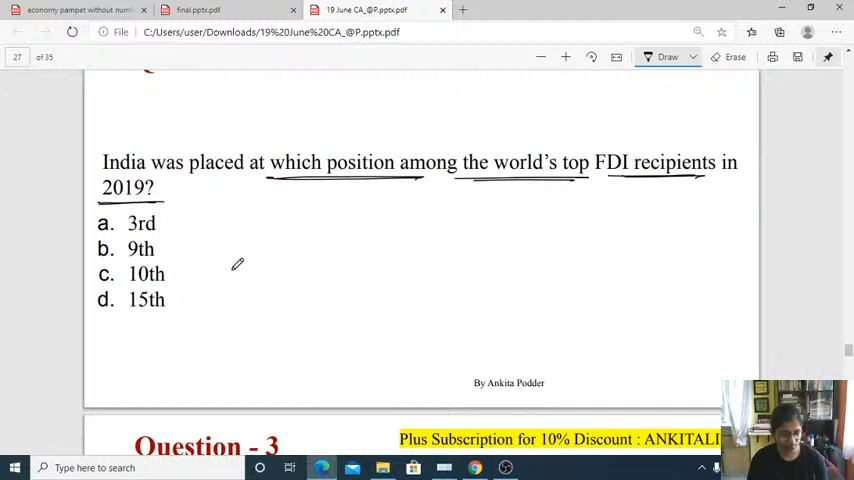 economy pampet without num
final.pptx.pdf
19 June CA_@P.pptx.pdf
File
C:/Users/user/Downloads/19%20June%20CA_@P.pptx.pdf
27 of 35
Draw
Erase
India was placed at which position among the world's top FDI recipients in
2019?
a. 3rd
b. 9th
c. 10th
d. 15th
By Ankita Podder
Question - 3
Plus Subscription for 10% Discount : ANKITALI
Type here to search